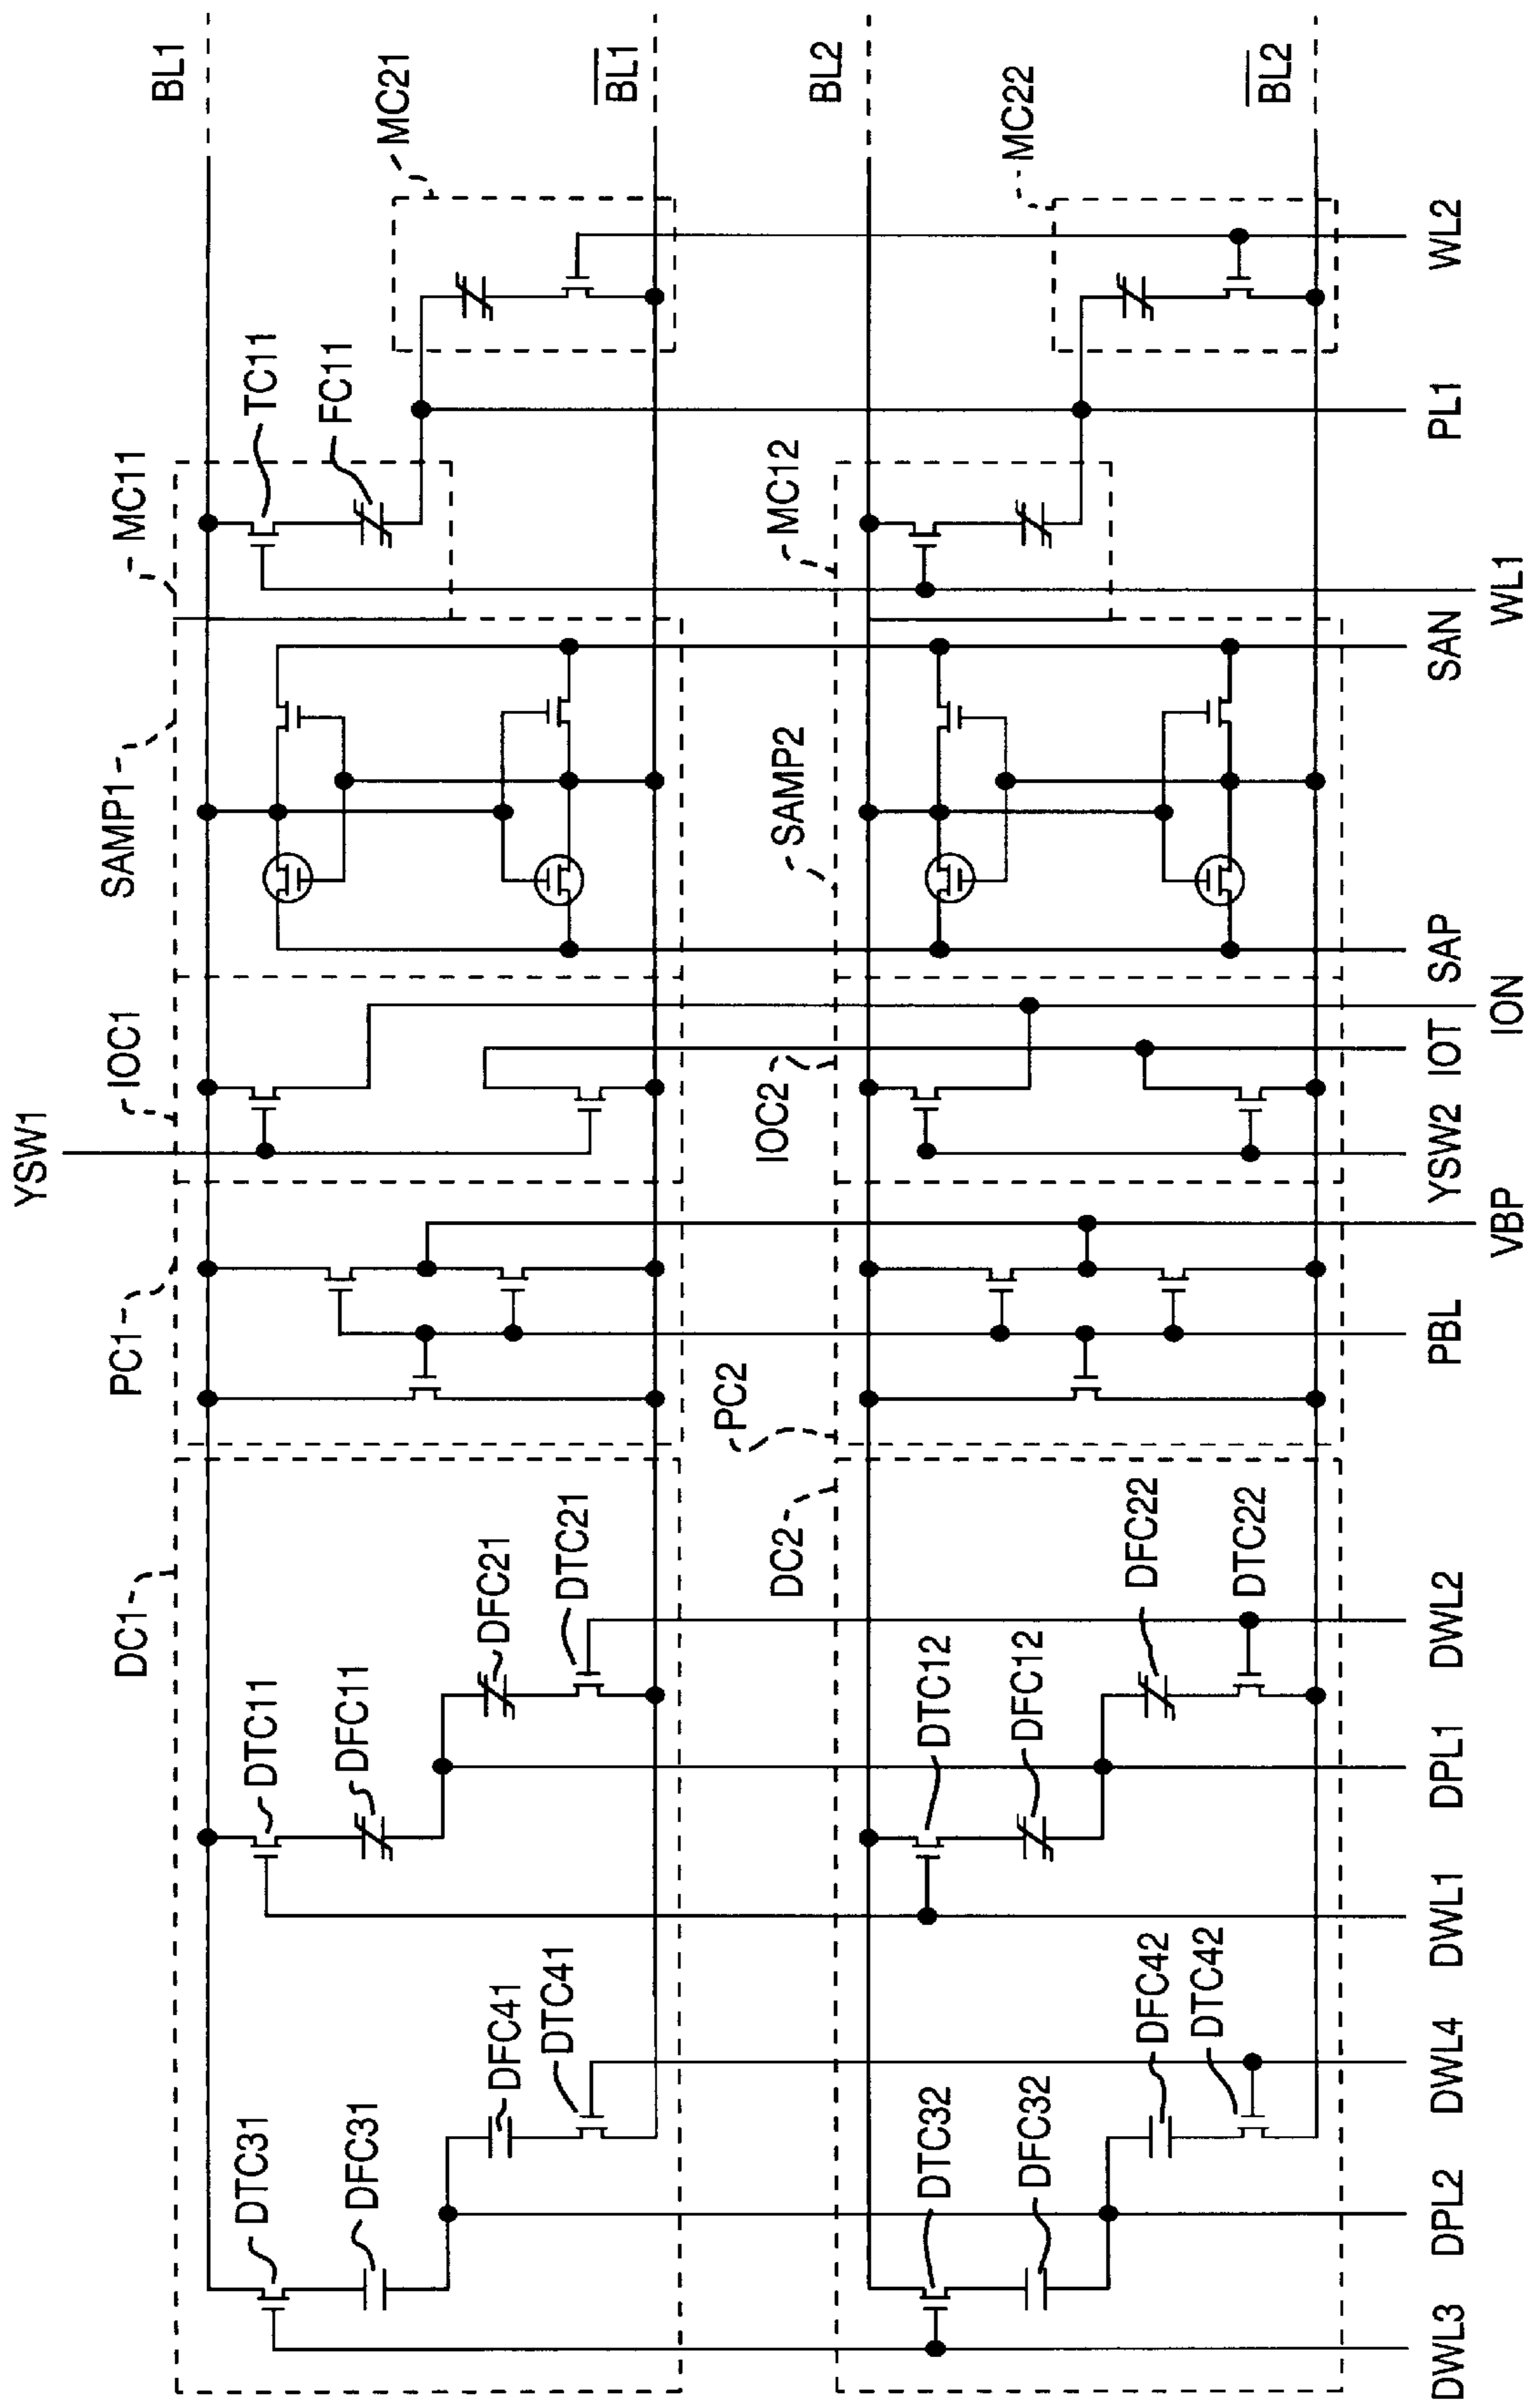 YSW1
DC1
PC1
IOC1
SAMP1
MC11
BL1
DTC31
DTC11
TC11
DFC31
DFC11
FC11
MC21
DFC41
DFC21
DTC41
DTC21
BL1
PC2
DC2
IOC2
SAMP2
MC12
BL2
DTC32
DTC12
DFC32
DFC12
MC22
DFC42
DFC22
DTC42
DTC22
BL2
DWL3
DPL2
DWL4
DWL1
DPL1
DWL2
PBL
YSW2
IOT
SAP
SAN
PL1
WL2
VBP
ION
WL1